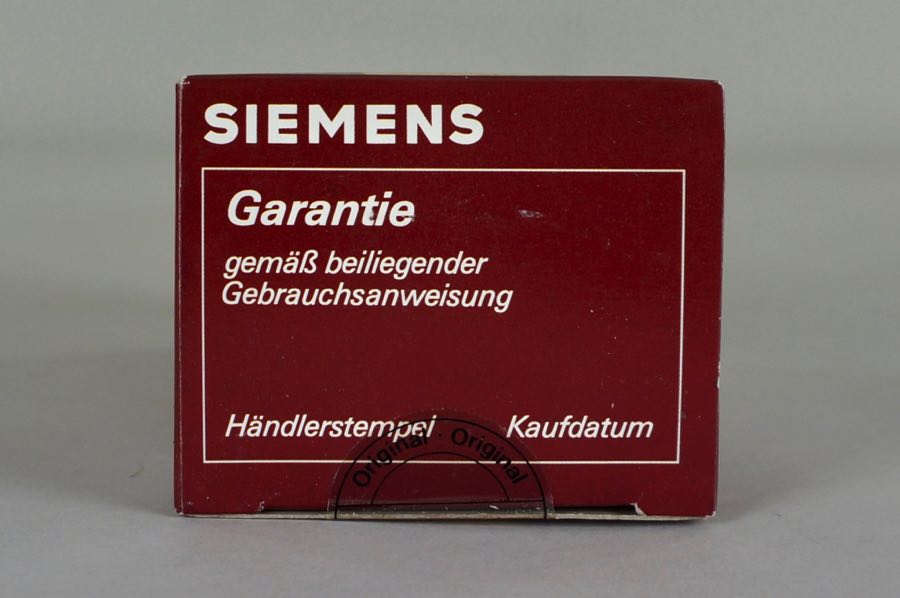 SIEMENS
Garantie
gemäß beiliegender
Gebrauchsanweisung
Händlerstempel Kaufdatum
Original · Original